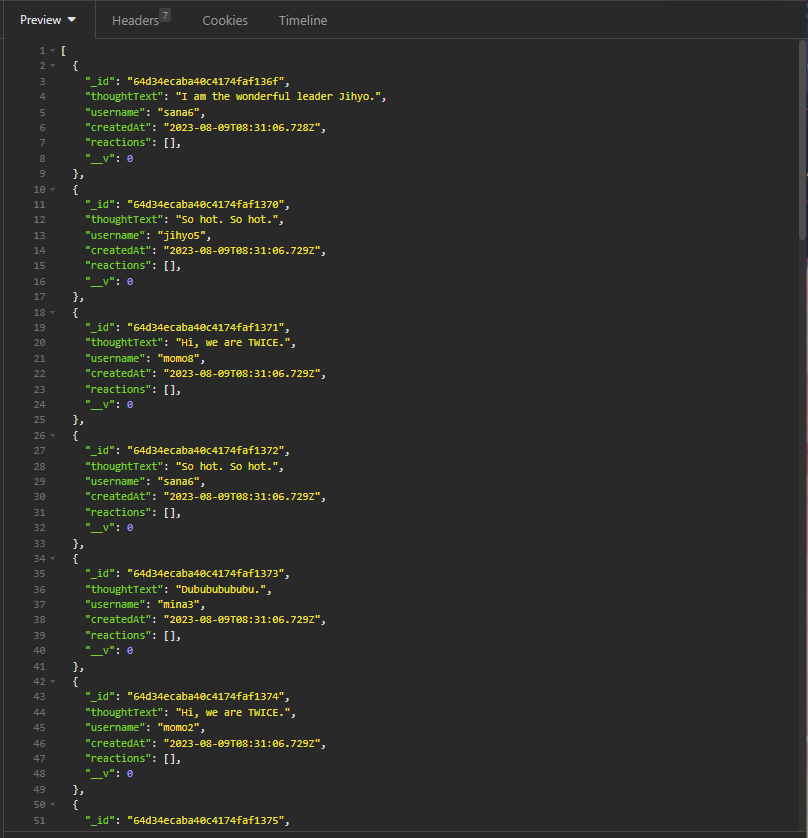 Preview Headers 7 Cookies Timeline
1 [
2 {
3 "_id": "64d34ecaba40c4174faf136f",
4 "thoughtText": "I am the wonderful leader Jihyo.",
5 "username": "sana6",
6 "createdAt": "2023-08-09T08:31:06.728Z",
7 "reactions": [],
8 "__v": 0
9 },
10 {
11 "_id": "64d34ecaba40c4174faf1370",
12 "thoughtText": "So hot. So hot.",
13 "username": "jihyo5",
14 "createdAt": "2023-08-09T08:31:06.729Z",
15 "reactions": [],
16 "__v": 0
17 },
18 {
19 "_id": "64d34ecaba40c4174faf1371",
20 "thoughtText": "Hi, we are TWICE.",
21 "username": "momo8",
22 "createdAt": "2023-08-09T08:31:06.729Z",
23 "reactions": [],
24 "__v": 0
25 },
26 {
27 "_id": "64d34ecaba40c4174faf1372",
28 "thoughtText": "So hot. So hot.",
29 "username": "sana6",
30 "createdAt": "2023-08-09T08:31:06.729Z",
31 "reactions": [],
32 "__v": 0
33 },
34 {
35 "_id": "64d34ecaba40c4174faf1373",
36 "thoughtText": "Dubububububu.",
37 "username": "mina3",
38 "createdAt": "2023-08-09T08:31:06.729Z",
39 "reactions": [],
40 "__v": 0
41 },
42 {
43 "_id": "64d34ecaba40c4174faf1374",
44 "thoughtText": "Hi, we are TWICE.",
45 "username": "momo2",
46 "createdAt": "2023-08-09T08:31:06.729Z",
47 "reactions": [],
48 "__v": 0
49 },
50 {
51 "_id": "64d34ecaba40c4174faf1375",